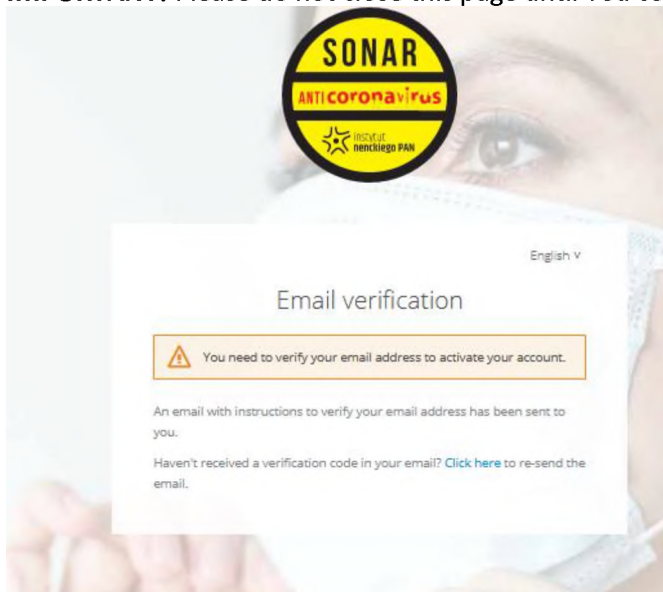 SONAR
ANTI coronavirus
instytut
nenckiego PAN
English v
Email verification
You need to verify your email address to activate your account.
An email with instructions to verify your email address has been sent to
you.
Haven't received a verification code in your email? Click here to re-send the
email.